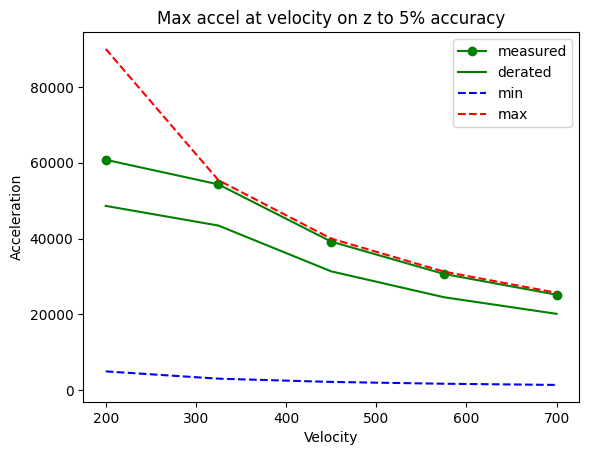 Max accel at velocity on z to 5% accuracy
measured
derated
min
max
80000
60000
40000
20000
0
Acceleration
200
300
400
500
600
700
Velocity